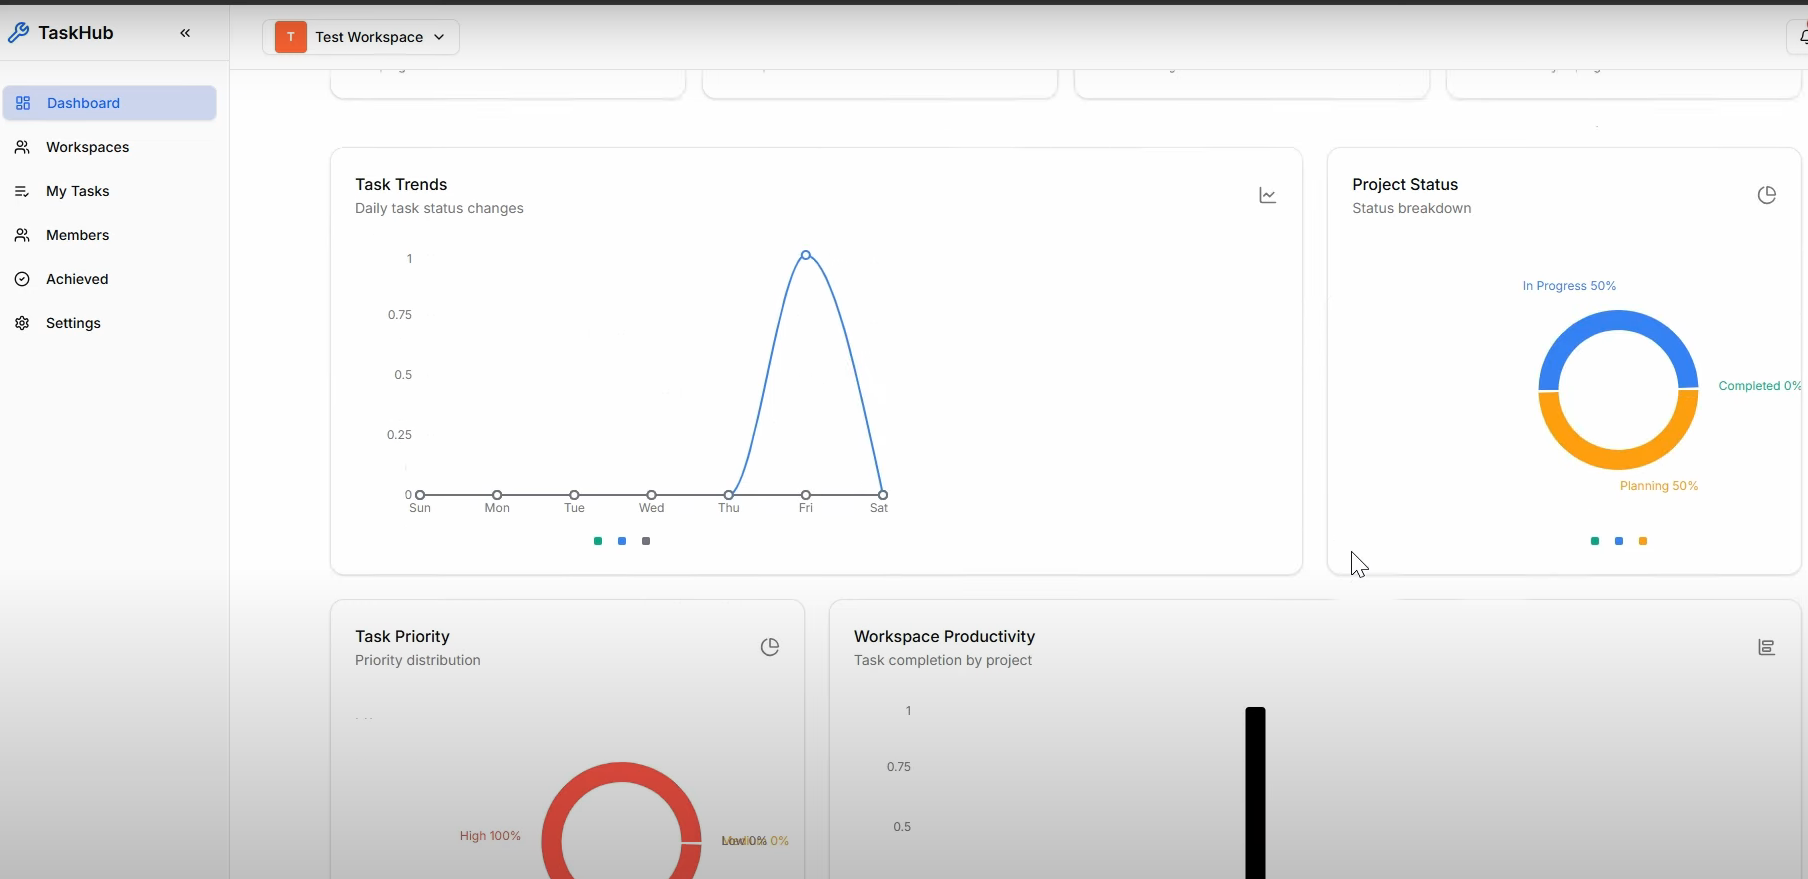 TaskHub
T Test Workspace
Dashboard
Workspaces
My Tasks
Members
Achieved
Settings
Task Trends
Daily task status changes
1
0.75
0.5
0.25
0
Sun Mon Tue Wed Thu Fri Sat
Project Status
Status breakdown
In Progress 50%
Completed 0%
Planning 50%
Task Priority
Priority distribution
High 100%
Low 0%
0%
Workspace Productivity
Task completion by project
1
0.75
0.5